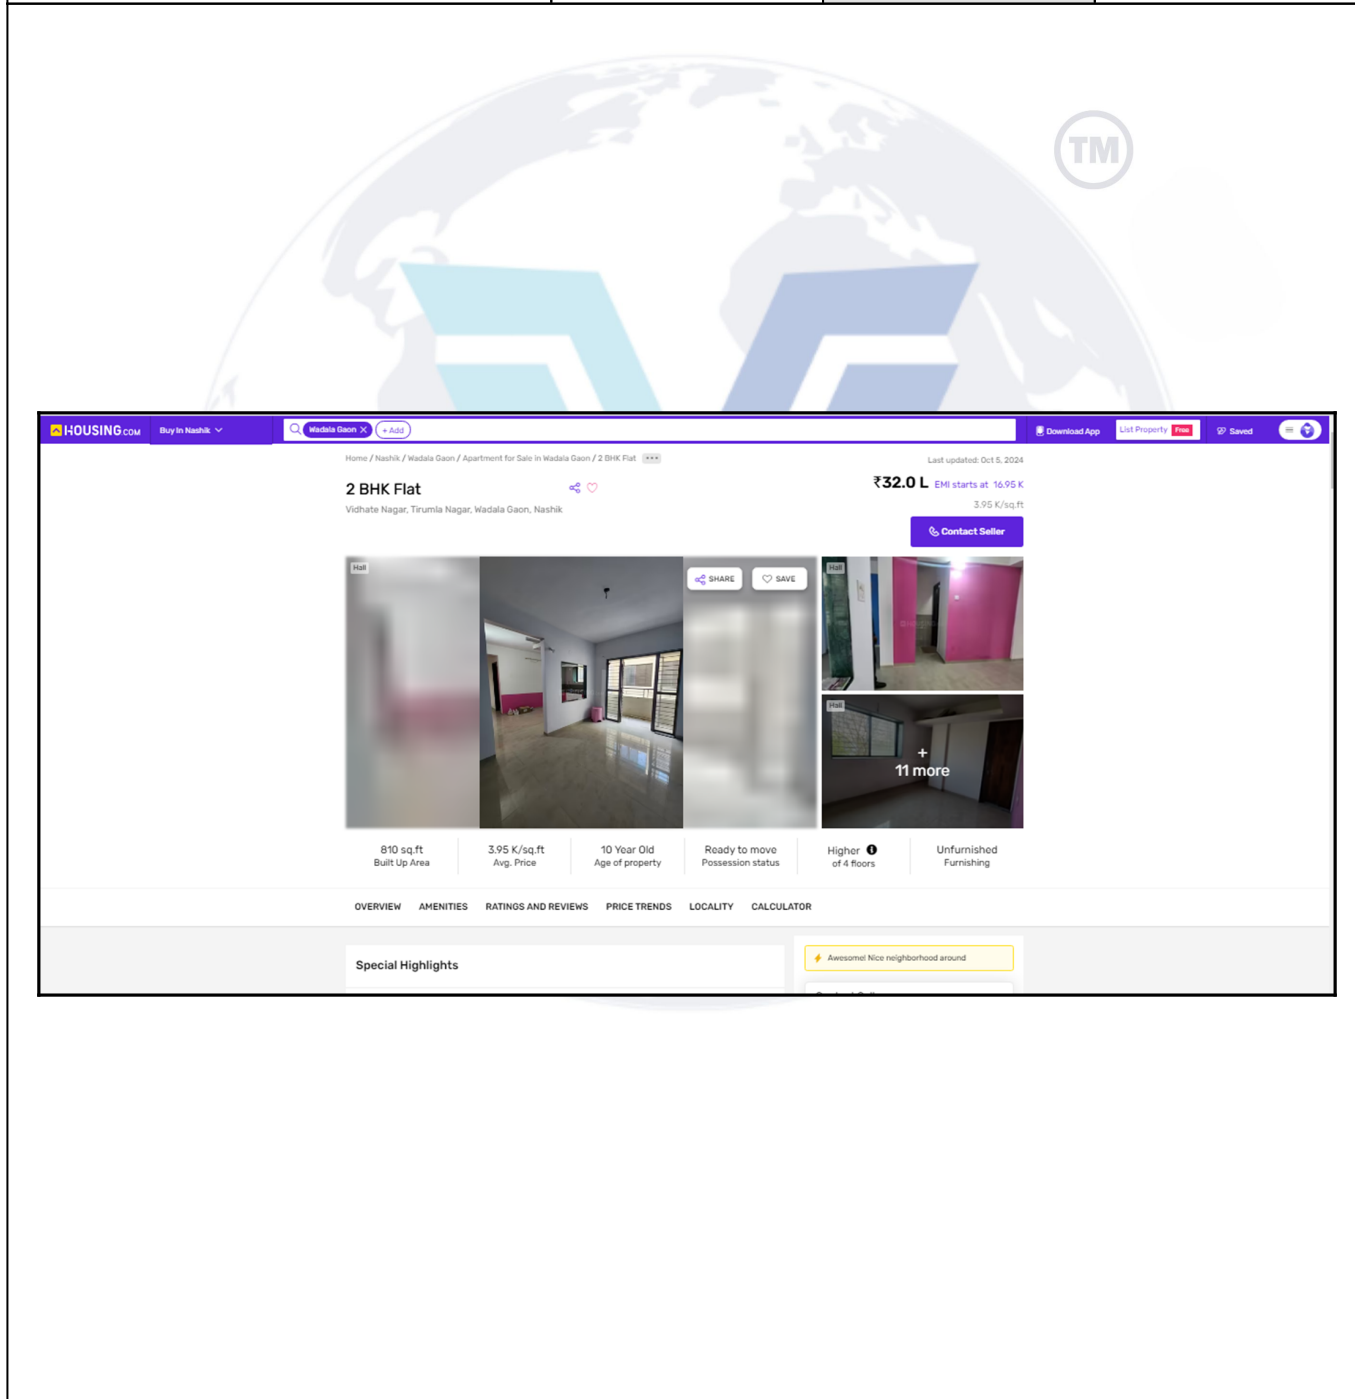 TM
HOUSING.COM
Buy in Nashik
Wadala Gaon
+ Add
Download App
List Property Free
Saved
Home / Nashik / Wadala Gaon / Apartment for Sale in Wadala Gaon / 2 BHK Flat
Last updated: Oct 5, 2024
2 BHK Flat
₹32.0 L EMI starts at 16.95 K
Vidhate Nagar, Tirumla Nagar, Wadala Gaon, Nashik
3.95 K/sq.ft
Contact Seller
Hall
SHARE
SAVE
Hall
Hall
+
11 more
810 sq.ft
Built Up Area
3.95 K/sq.ft
Avg. Price
10 Year Old
Age of property
Ready to move
Possession status
Higher
of 4 floors
Unfurnished
Furnishing
OVERVIEW AMENITIES RATINGS AND REVIEWS PRICE TRENDS LOCALITY CALCULATOR
Special Highlights
Awesome! Nice neighborhood around